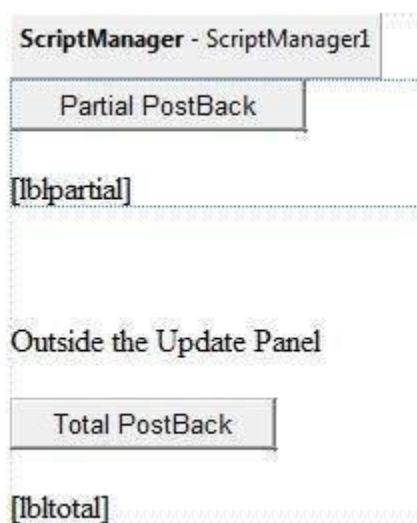 ScriptManager - ScriptManager1
Partial PostBack
[lblpartial]
Outside the Update Panel
Total PostBack
[lbltotal]